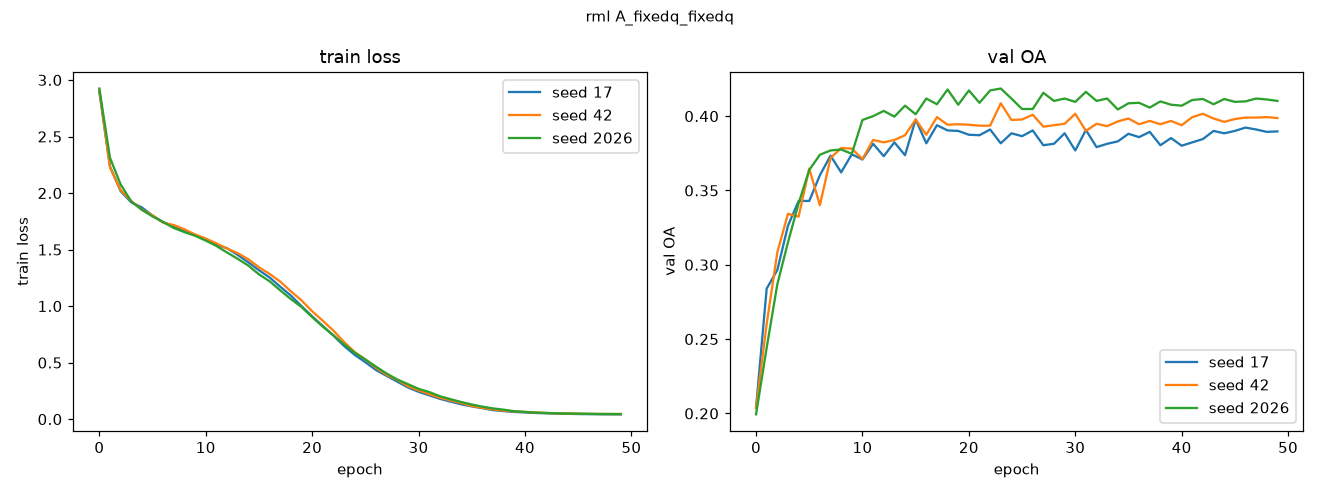 rml A_fixedq_fixedq
train loss
3.0
2.5
2.0
1.5
1.0
0.5
0.0
train loss
0
10
20
30
40
50
epoch
seed 17
seed 42
seed 2026
val OA
0.40
0.35
0.30
0.25
0.20
val OA
0
10
20
30
40
50
epoch
seed 17
seed 42
seed 2026